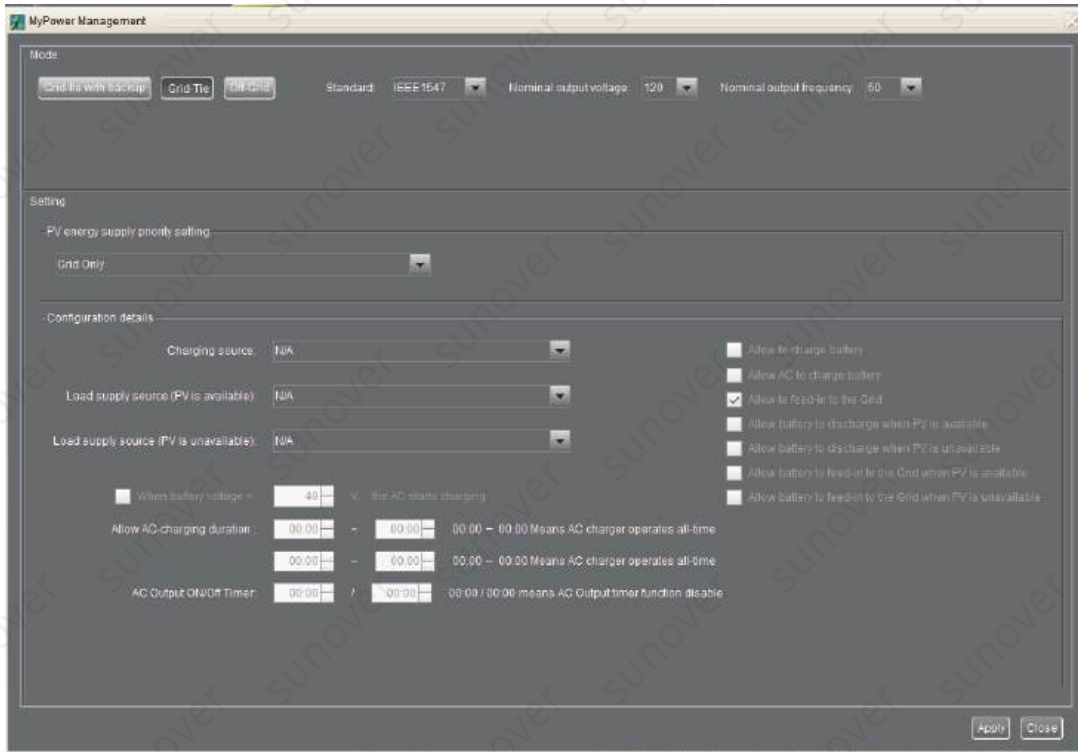 MyPower Management
Mode
Grid-tie with backup Grid-Tie Off-Grid Standard: IEEE1547 Nominal output voltage: 120 Nominal output frequency: 60
Setting
PV energy supply priority setting
Grid Only
Configuration details
Charging source: N/A
Allow to charge battery
Allow AC to charge battery
Load supply source (PV is available): N/A
Allow to feed-in to the Grid
Allow battery to discharge when PV is available
Load supply source (PV is unavailable): N/A
Allow battery to discharge when PV is unavailable
Allow battery to feed-in to the Grid when PV is available
When battery voltage < 40 V, the AC starts charging
Allow battery to feed-in to the Grid when PV is unavailable
Allow AC-charging duration: 00:00 - 00:00 00:00 – 00:00 Means AC charger operates all-time
00:00 - 00:00 00:00 – 00:00 Means AC charger operates all-time
AC Output ON/Off Timer: 00:00 / 00:00 00:00 / 00:00 means AC Output timer function disable
Apply Close
sunover